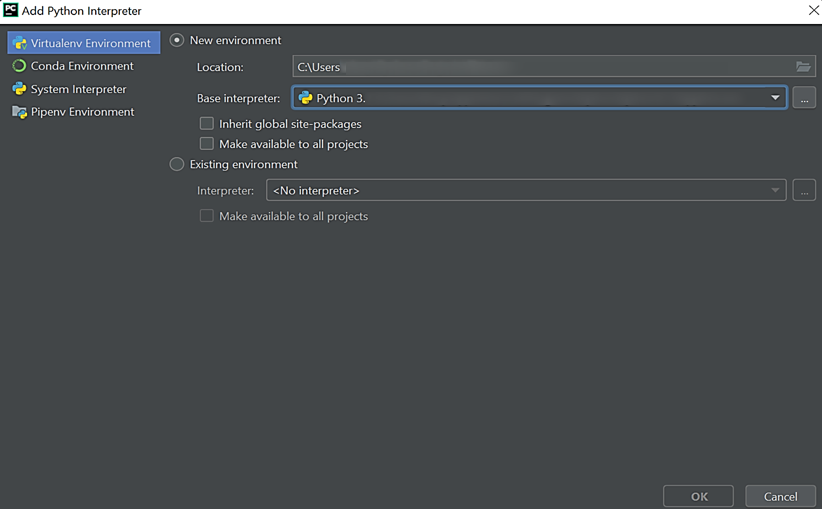 PC Add Python Interpreter
Virtualenv Environment
Conda Environment
System Interpreter
Pipenv Environment
New environment
Location: C:\Users
Base interpreter: Python 3. ...
Inherit global site-packages
Make available to all projects
Existing environment
Interpreter: <No interpreter> ...
Make available to all projects
OK Cancel